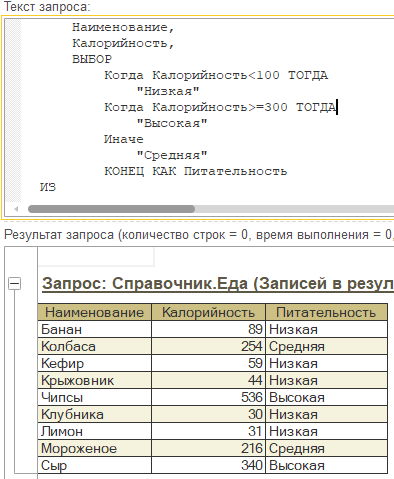 Текст запроса:
Наименование,
Калорийность,
ВЫБОР
Когда Калорийность<100 ТОГДА
"Низкая"
Когда Калорийность>=300 ТОГДА
"Высокая"
Иначе
"Средняя"
КОНЕЦ КАК Питательность
ИЗ
Результат запроса (количество строк = 0, время выполнения = 0,
Запрос: Справочник.Еда (Записей в резул
Наименование Калорийность Питательность
Банан 89 Низкая
Колбаса 254 Средняя
Кефир 59 Низкая
Крыжовник 44 Низкая
Чипсы 536 Высокая
Клубника 30 Низкая
Лимон 31 Низкая
Мороженое 216 Средняя
Сыр 340 Высокая